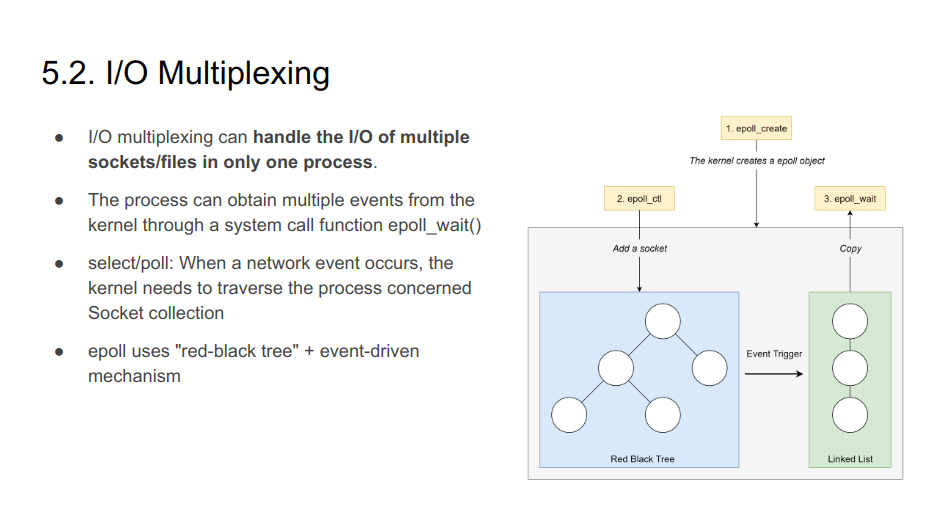 5.2. I/O Multiplexing
● I/O multiplexing can handle the I/O of multiple
sockets/files in only one process.
● The process can obtain multiple events from the
kernel through a system call function epoll_wait()
● select/poll: When a network event occurs, the
kernel needs to traverse the process concerned
Socket collection
● epoll uses "red-black tree" + event-driven
mechanism
1. epoll_create
The kernel creates a epoll object
2. epoll_ctl
3. epoll_wait
Add a socket
Copy
Event Trigger
Red Black Tree
Linked List